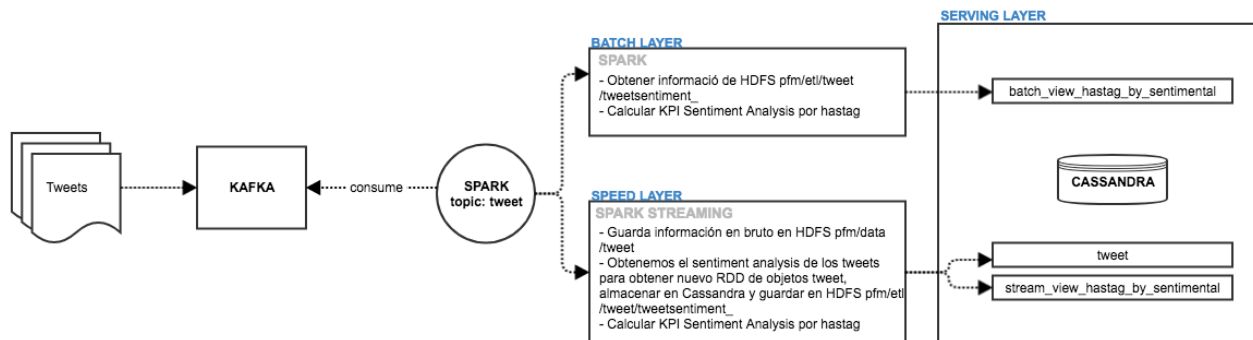 SERVING LAYER
BATCH LAYER
SPARK
- Obtener informació de HDFS pfm/etl/tweet
/tweetsentiment_
- Calcular KPI Sentiment Analysis por hastag
batch_view_hastag_by_sentimental
Tweets
KAFKA
consume
SPARK
topic: tweet
CASSANDRA
SPEED LAYER
SPARK STREAMING
- Guarda información en bruto en HDFS pfm/data
/tweet
- Obtenemos el sentiment analysis de los tweets
para obtener nuevo RDD de objetos tweet,
almacenar en Cassandra y guardar en HDFS pfm/etl
/tweet/tweetsentiment_
- Calcular KPI Sentiment Analysis por hastag
tweet
stream_view_hastag_by_sentimental